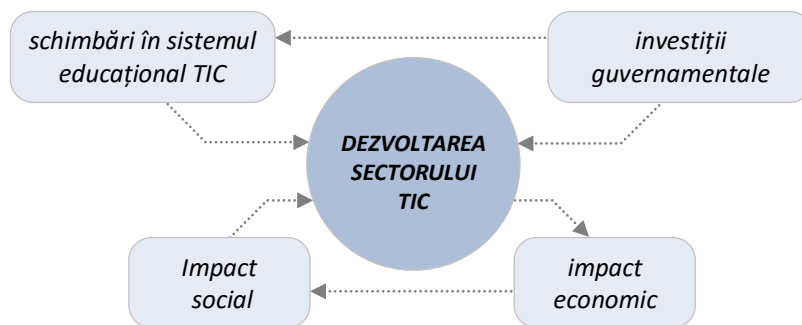 schimbări în sistemul
educațional TIC
investiții
guvernamentale
DEZVOLTAREA
SECTORULUI
TIC
Impact
social
impact
economic